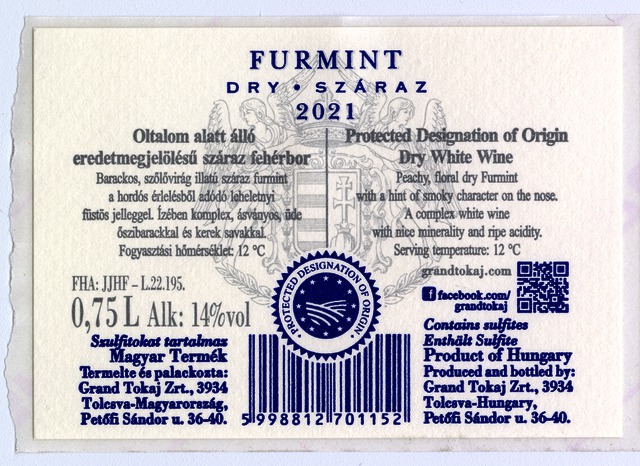 FURMINT
DRY • SZÁRAZ
2021
Oltalom alatt álló
eredetmegjelölésű száraz fehérbor
Barackos, szőlővirág illatú száraz furmint
a hordós érlelésből adódó leheletnyi
füstös jelleggel. Ízében komplex, ásványos, üde
őszibarackkal és kerek savakkal.
Fogyasztási hőmérséklet: 12 °C
Protected Designation of Origin
Dry White Wine
Peachy, floral dry Furmint
with a hint of smoky character on the nose.
A complex white wine
with nice minerality and ripe acidity.
Serving temperature: 12 °C
grandtokaj.com
facebook.com/
grandtokaj
FHA: JJHF – L.22.195.
0,75 L Alk: 14%vol
PROTECTED DESIGNATION OF ORIGIN
Szulfitokat tartalmaz
Magyar Termék
Termelte és palackozta:
Grand Tokaj Zrt., 3934
Tolcsva-Magyarország,
Petőfi Sándor u. 36-40.
5 998812 701152
Contains sulfites
Enthält Sulfite
Product of Hungary
Produced and bottled by:
Grand Tokaj Zrt., 3934
Tolcsva-Hungary,
Petőfi Sándor u. 36-40.